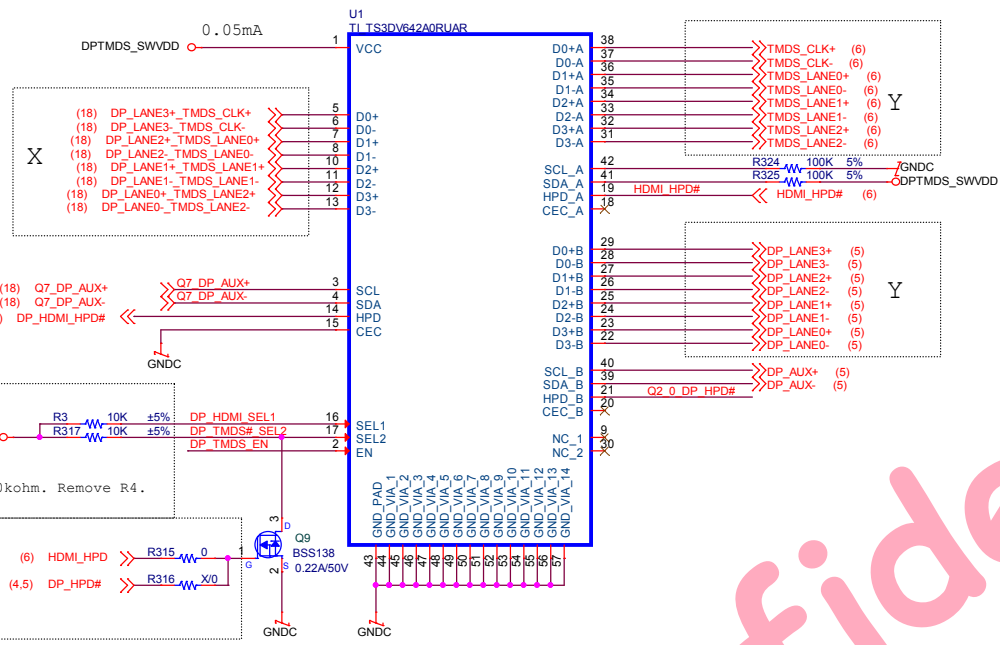 U1
TI_TS3DV642A0RUAR
0.05mA
DPTMDS_SWVDD
1 VCC
X
(18) DP_LANE3+_TMDS_CLK+ 5 D0+
(18) DP_LANE3-_TMDS_CLK- 6 D0-
(18) DP_LANE2+_TMDS_LANE0+ 7 D1+
(18) DP_LANE2-_TMDS_LANE0- 8 D1-
(18) DP_LANE1+_TMDS_LANE1+ 10 D2+
(18) DP_LANE1-_TMDS_LANE1- 11 D2-
(18) DP_LANE0+_TMDS_LANE2+ 12 D3+
(18) DP_LANE0-_TMDS_LANE2- 13 D3-
D0+A 38 TMDS_CLK+ (6)
D0-A 37 TMDS_CLK- (6)
D1+A 36 TMDS_LANE0+ (6)
D1-A 35 TMDS_LANE0- (6)
D2+A 34 TMDS_LANE1+ (6)
D2-A 33 TMDS_LANE1- (6)
D3+A 32 TMDS_LANE2+ (6)
D3-A 31 TMDS_LANE2- (6)
Y
SCL_A 42 R324 100K 5% GNDC
SDA_A 41 R325 100K 5% DPTMDS_SWVDD
HPD_A 19 HDMI_HPD# HDMI_HPD# (6)
CEC_A 18
D0+B 29 DP_LANE3+ (5)
D0-B 28 DP_LANE3- (5)
D1+B 27 DP_LANE2+ (5)
D1-B 26 DP_LANE2- (5)
D2+B 25 DP_LANE1+ (5)
D2-B 24 DP_LANE1- (5)
D3+B 23 DP_LANE0+ (5)
D3-B 22 DP_LANE0- (5)
Y
(18) Q7_DP_AUX+ Q7_DP_AUX+ 3 SCL
(18) Q7_DP_AUX- Q7_DP_AUX- 4 SDA
) DP_HDMI_HPD# 14 HPD
15 CEC
GNDC
SCL_B 40 DP_AUX+ (5)
SDA_B 39 DP_AUX- (5)
HPD_B 21 Q2_0_DP_HPD#
CEC_B 20
NC_1 9
NC_2 30
R3 10K ±5% DP_HDMI_SEL1 16 SEL1
R317 10K ±5% DP_TMDS#_SEL2 17 SEL2
DP_TMDS_EN 2 EN
0kohm. Remove R4.
GND_PAD 43
GND_VIA_1 44
GND_VIA_2 45
GND_VIA_3 46
GND_VIA_4 47
GND_VIA_5 48
GND_VIA_6 49
GND_VIA_7 50
GND_VIA_8 51
GND_VIA_9 52
GND_VIA_10 53
GND_VIA_11 54
GND_VIA_12 55
GND_VIA_13 56
GND_VIA_14 57
GNDC
(6) HDMI_HPD R315 0 1
(4,5) DP_HPD# R316 X/0
3 D
G
2 S
Q9
BSS138
0.22A/50V
GNDC
fide